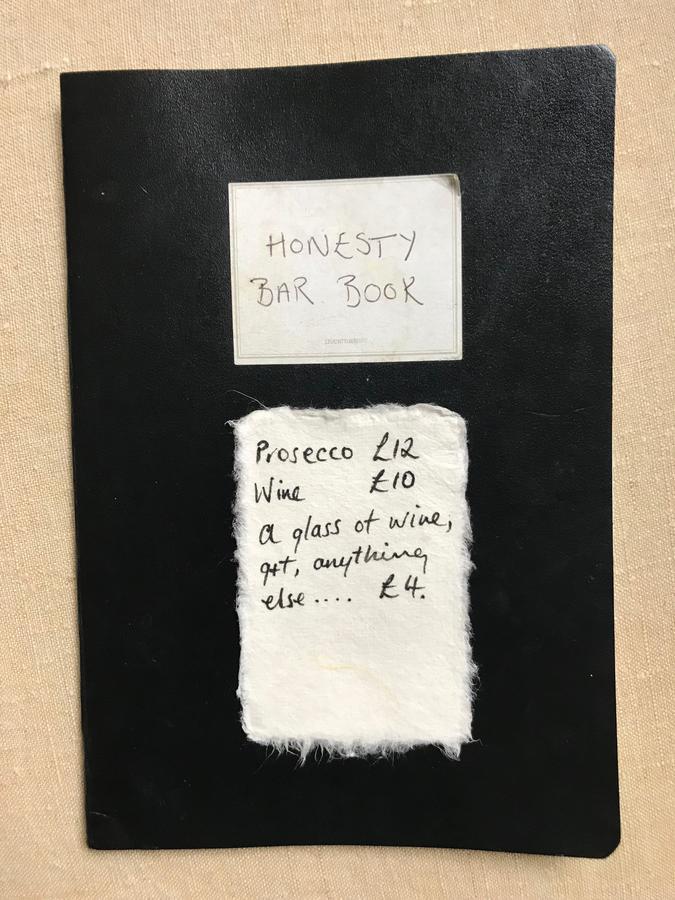 HONESTY
BAR BOOK
Prosecco £12
Wine £10
A glass of wine,
g+t, anything
else.... £4.